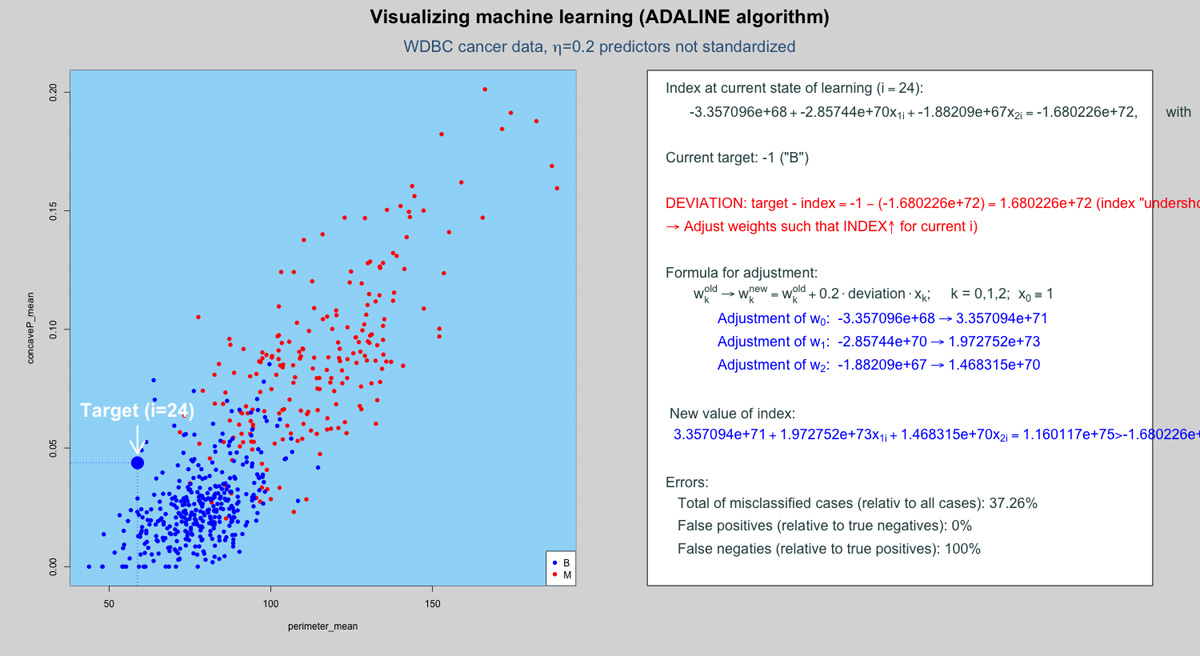 Visualizing machine learning (ADALINE algorithm)
WDBC cancer data, η=0.2 predictors not standardized
0.20
0.15
0.10
0.05
0.00
concaveP_mean
Target (i=24)
B
M
50
100
150
perimeter_mean
Index at current state of learning (i = 24):
-3.357096e+68 + -2.85744e+70x₁ᵢ + -1.88209e+67x₂ᵢ = -1.680226e+72, with
Current target: -1 ("B")
DEVIATION: target - index = -1 − (-1.680226e+72) = 1.680226e+72 (index "undersho
→ Adjust weights such that INDEX↑ for current i)
Formula for adjustment:
wₖ^old → wₖ^new = wₖ^old + 0.2 · deviation · xₖ; k = 0,1,2; x₀ ≡ 1
Adjustment of w₀: -3.357096e+68 → 3.357094e+71
Adjustment of w₁: -2.85744e+70 → 1.972752e+73
Adjustment of w₂: -1.88209e+67 → 1.468315e+70
New value of index:
3.357094e+71 + 1.972752e+73x₁ᵢ + 1.468315e+70x₂ᵢ = 1.160117e+75>-1.680226e+
Errors:
Total of misclassified cases (relativ to all cases): 37.26%
False positives (relative to true negatives): 0%
False negaties (relative to true positives): 100%